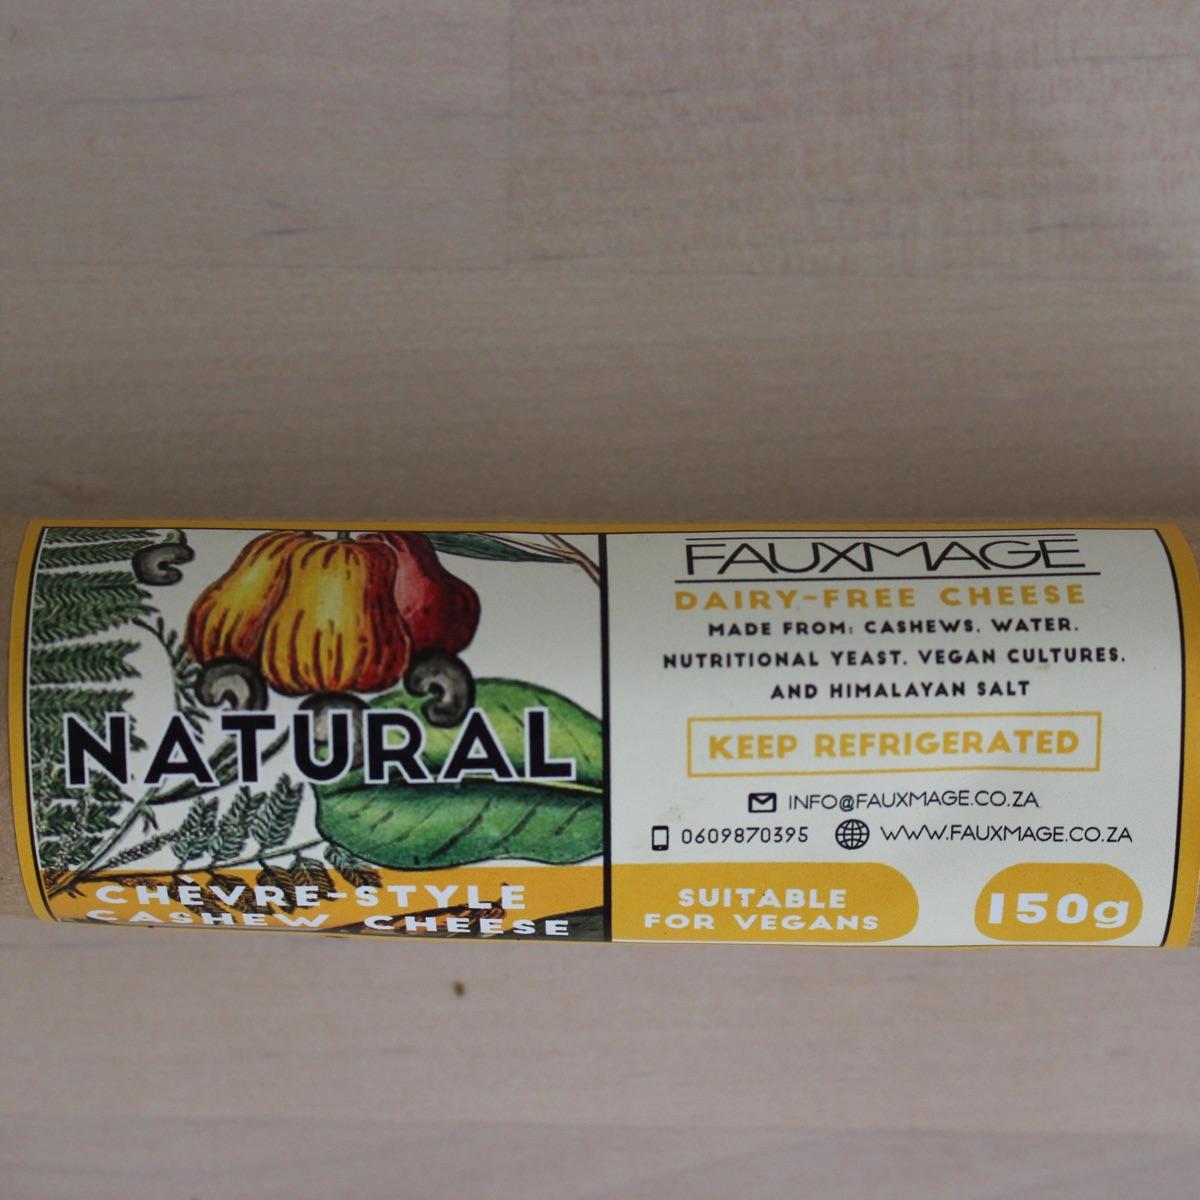 NATURAL
CHÈVRE-STYLE
CASHEW CHEESE
FAUXMAGE
DAIRY-FREE CHEESE
MADE FROM: CASHEWS, WATER,
NUTRITIONAL YEAST, VEGAN CULTURES,
AND HIMALAYAN SALT
KEEP REFRIGERATED
INFO@FAUXMAGE.CO.ZA
0609870395 WWW.FAUXMAGE.CO.ZA
SUITABLE
FOR VEGANS
150g